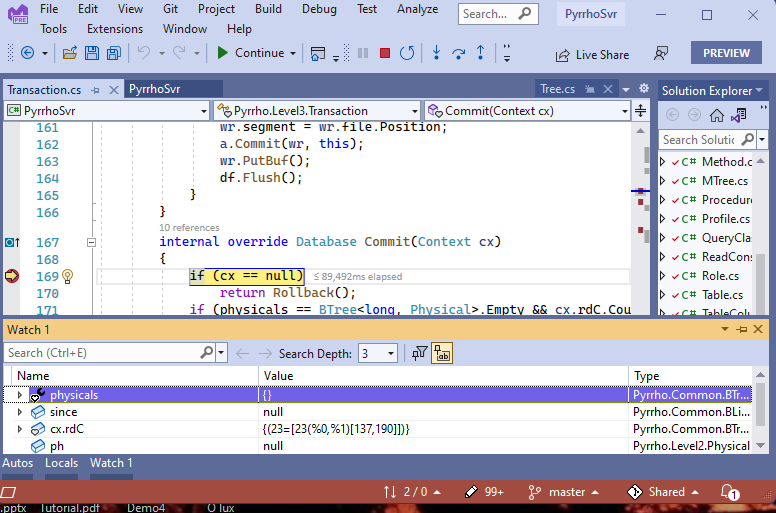 File Edit View Git Project Build Debug Test Analyze Search... PyrrhoSvr
Tools Extensions Window Help
PRE
Continue Live Share PREVIEW
Transaction.cs PyrrhoSvr Tree.cs Solution Explorer
PyrrhoSvr Pyrrho.Level3.Transaction Commit(Context cx)
Search Solutic
161 wr.segment = wr.file.Position;
162 a.Commit(wr, this);
163 wr.PutBuf();
164 df.Flush();
165 }
166 }
10 references
167 internal override Database Commit(Context cx)
168 {
169 if (cx == null) ≤ 89,492ms elapsed
170 return Rollback();
171 if (physicals == BTree<long, Physical>.Empty && cx.rdC.Cou
C# Method.c
C# MTree.cs
C# Procedure
C# Profile.cs
C# QueryClas
C# ReadCons
C# Role.cs
C# Table.cs
C# TableColu
Watch 1
Search (Ctrl+E) Search Depth: 3
Name Value Type
physicals {} Pyrrho.Common.BTr...
since null Pyrrho.Common.BLi...
cx.rdC {(23=[23(%0,%1)[137,190]])} Pyrrho.Common.BTr...
ph null Pyrrho.Level2.Physical
Autos Locals Watch 1
2 / 0 99+ master Shared 1
.pptx Tutorial.pdf Demo4 O lux